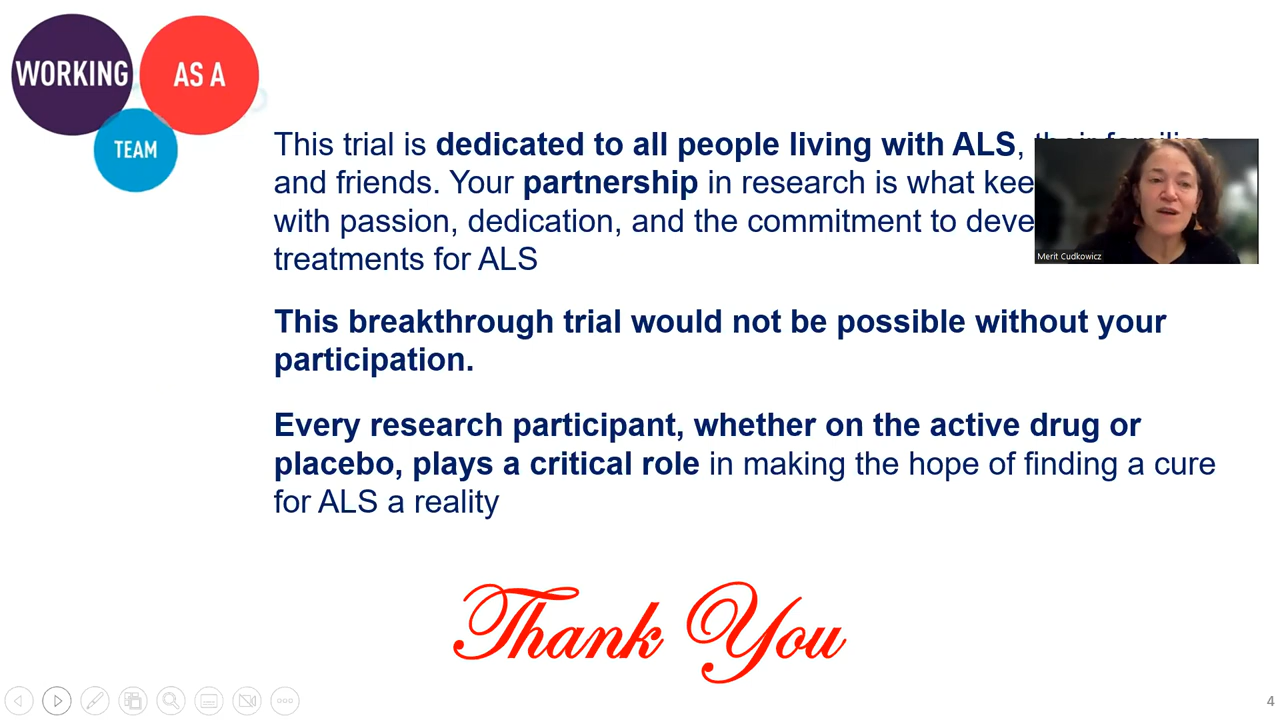 WORKING
AS A
TEAM
This trial is dedicated to all people living with ALS,
and friends. Your partnership in research is what
with passion, dedication, and the commitment to
treatments for ALS
Merit Cudkowicz
This breakthrough trial would not be possible without your
participation.
Every research participant, whether on the active drug or
placebo, plays a critical role in making the hope of finding a cure
for ALS a reality
Thank You
4